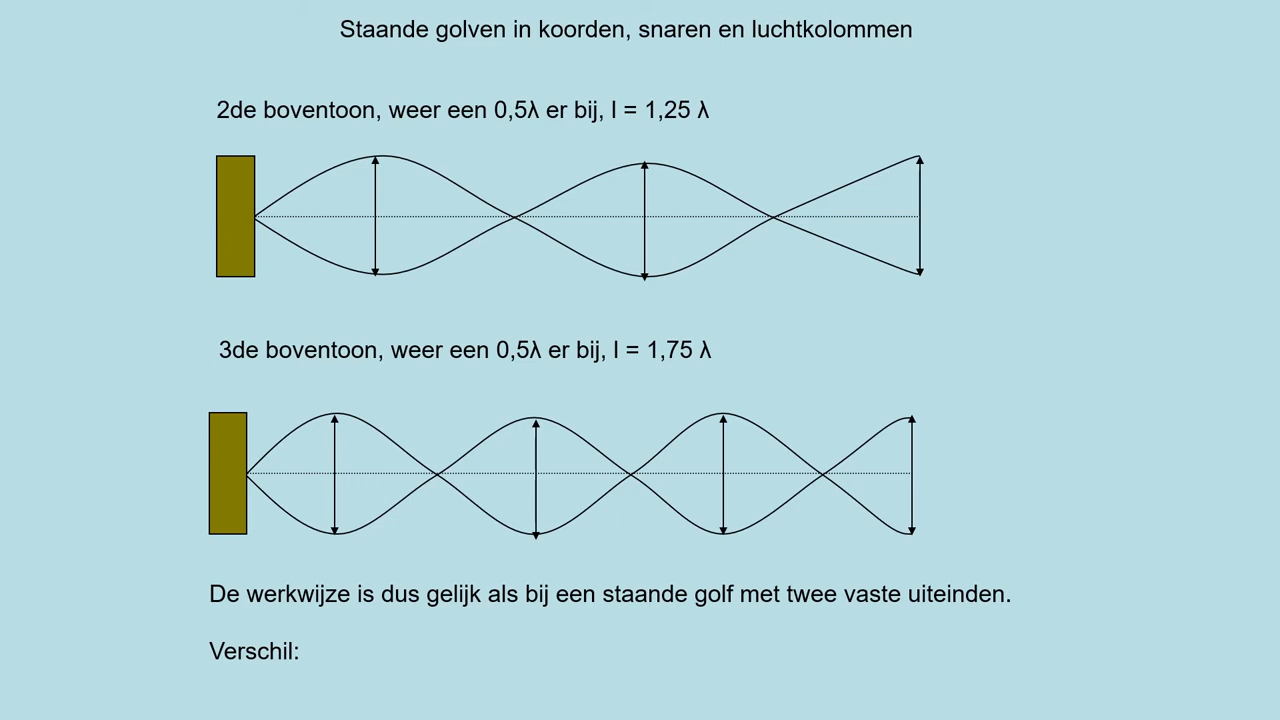 Staande golven in koorden, snaren en luchtkolommen
2de boventoon, weer een 0,5λ er bij, l = 1,25 λ
3de boventoon, weer een 0,5λ er bij, l = 1,75 λ
De werkwijze is dus gelijk als bij een staande golf met twee vaste uiteinden.
Verschil: